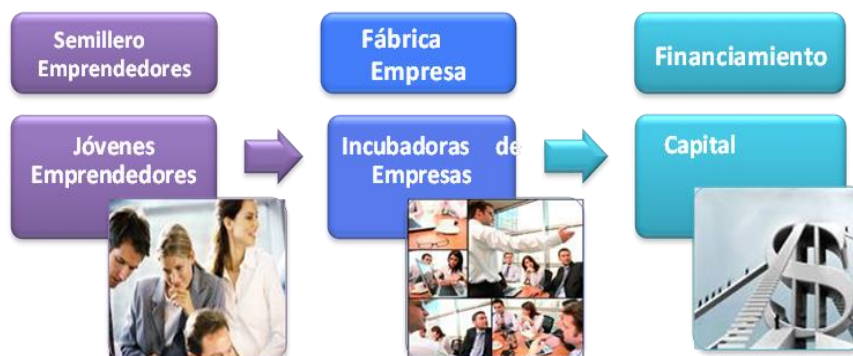 Semillero
Emprendedores
Fábrica
Empresa
Financiamiento
Jóvenes
Emprendedores
Incubadoras de
Empresas
Capital